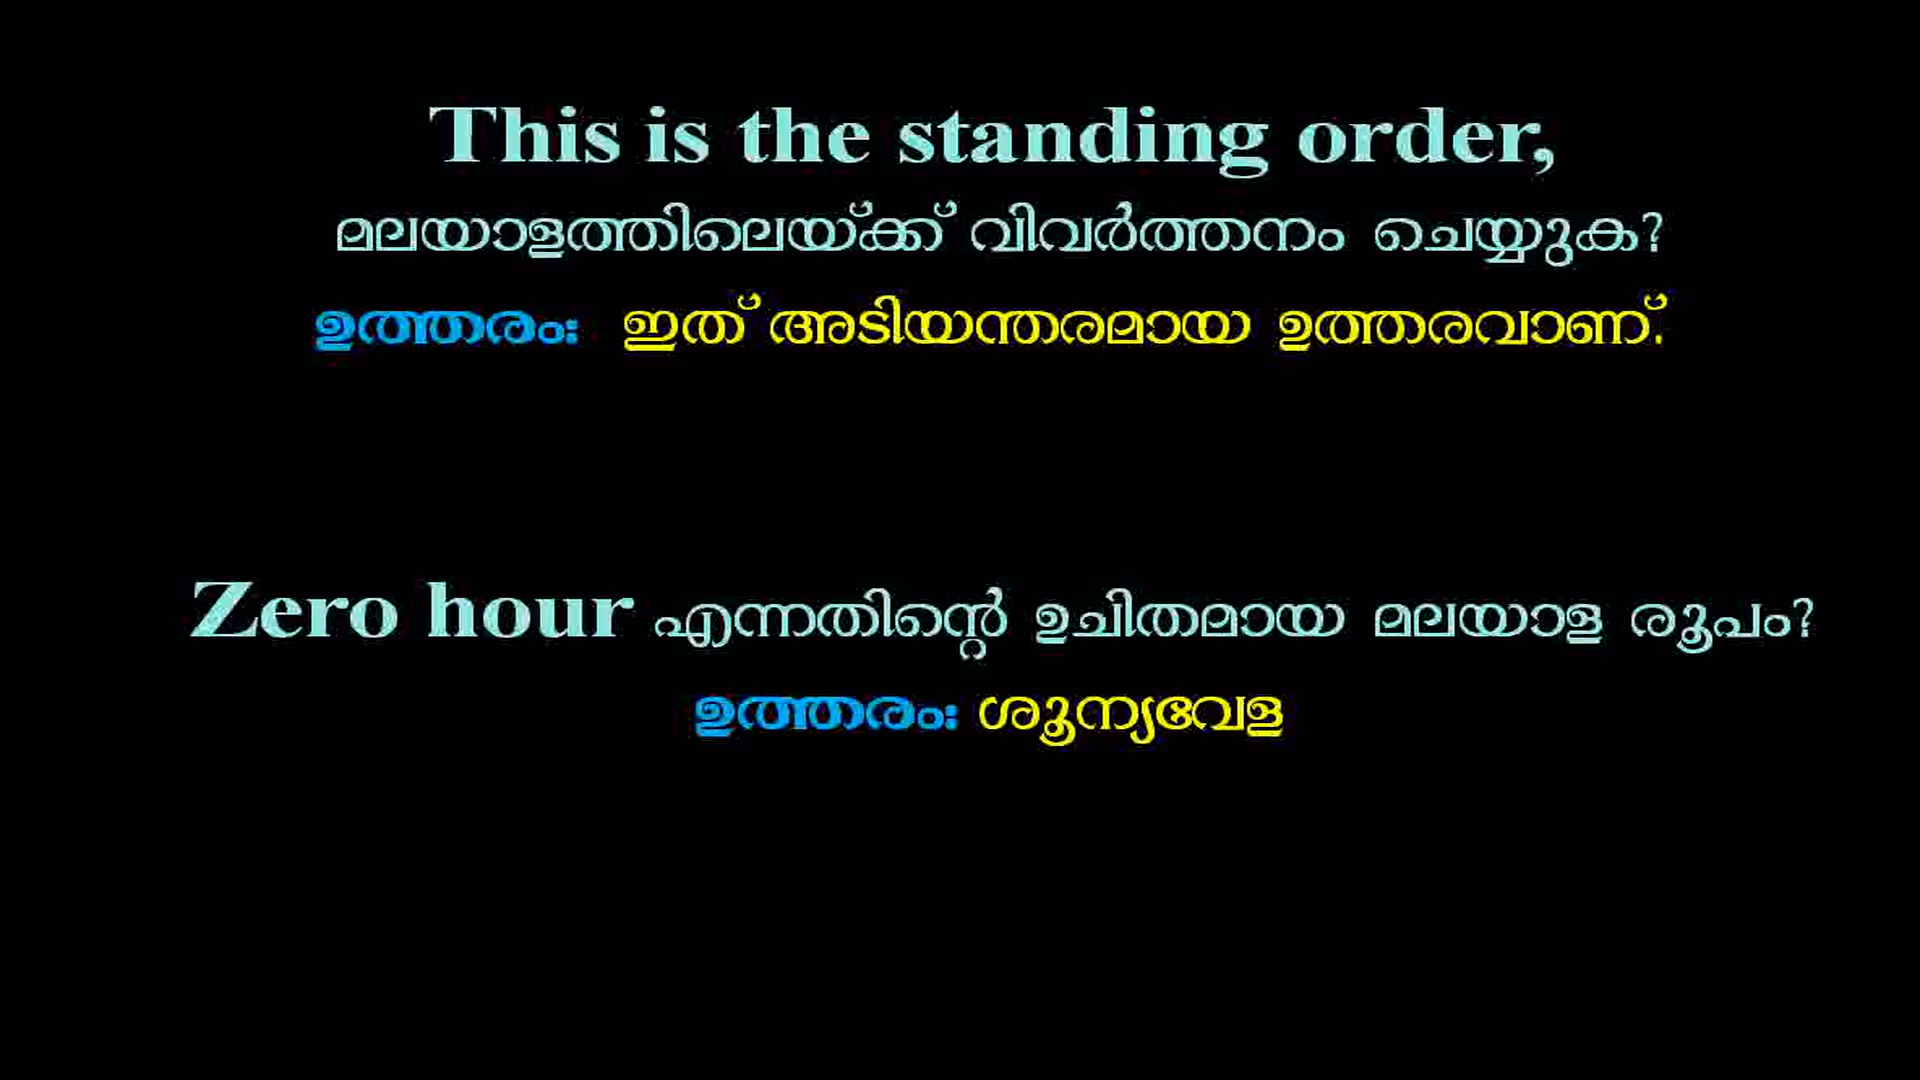 This is the standing order,
മലയാളത്തിലെയ്ക്ക് വിവർത്തനം ചെയ്യുക?
ഉത്തരം: ഇത് അടിയന്തരമായ ഉത്തരവാണ്.
Zero hour എന്നതിന്റെ ഉചിതമായ മലയാള രൂപം?
ഉത്തരം: ശൂന്യവേള